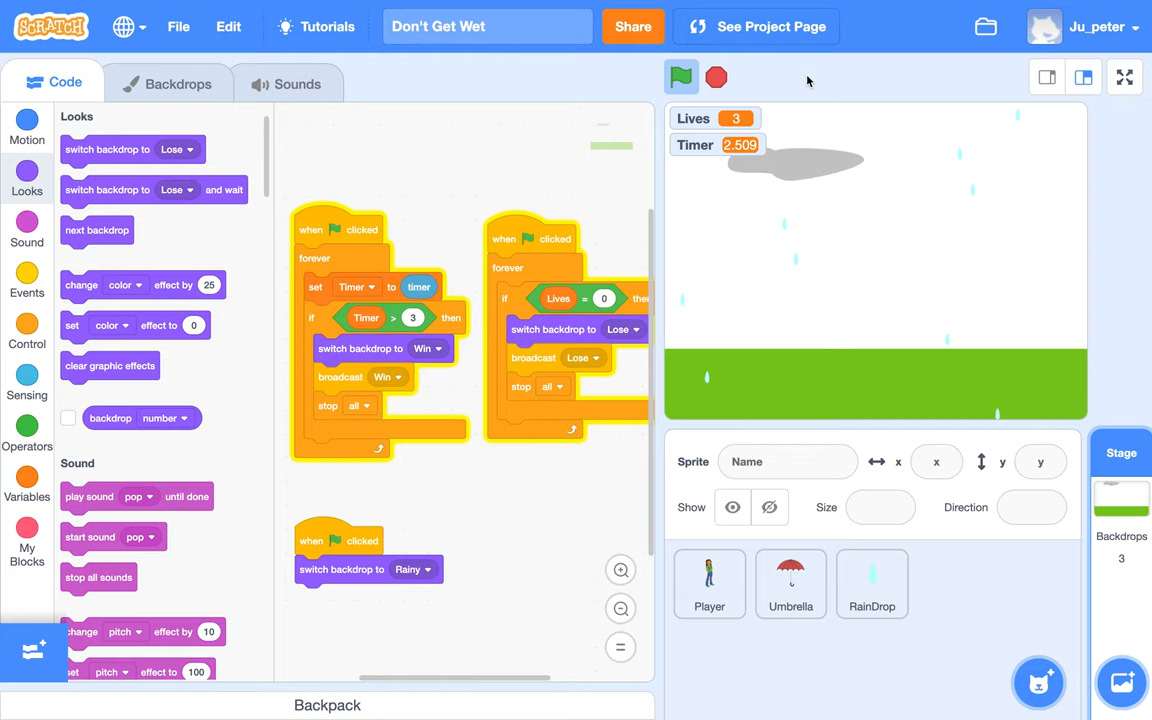 SCRATCH File Edit Tutorials Don't Get Wet Share See Project Page Ju_peter
Code Backdrops Sounds
Motion
Looks
Sound
Events
Control
Sensing
Operators
Variables
My
Blocks
Looks
switch backdrop to Lose
switch backdrop to Lose and wait
next backdrop
change color effect by 25
set color effect to 0
clear graphic effects
backdrop number
Sound
play sound pop until done
start sound pop
stop all sounds
change pitch effect by 10
set pitch effect to 100
when clicked
forever
set Timer to timer
if Timer > 3 then
switch backdrop to Win
broadcast Win
stop all
when clicked
forever
if Lives = 0 then
switch backdrop to Lose
broadcast Lose
stop all
when clicked
switch backdrop to Rainy
Lives 3
Timer 2.509
Sprite Name x x y y
Show Size Direction
Player Umbrella RainDrop
Stage
Backdrops
3
Backpack